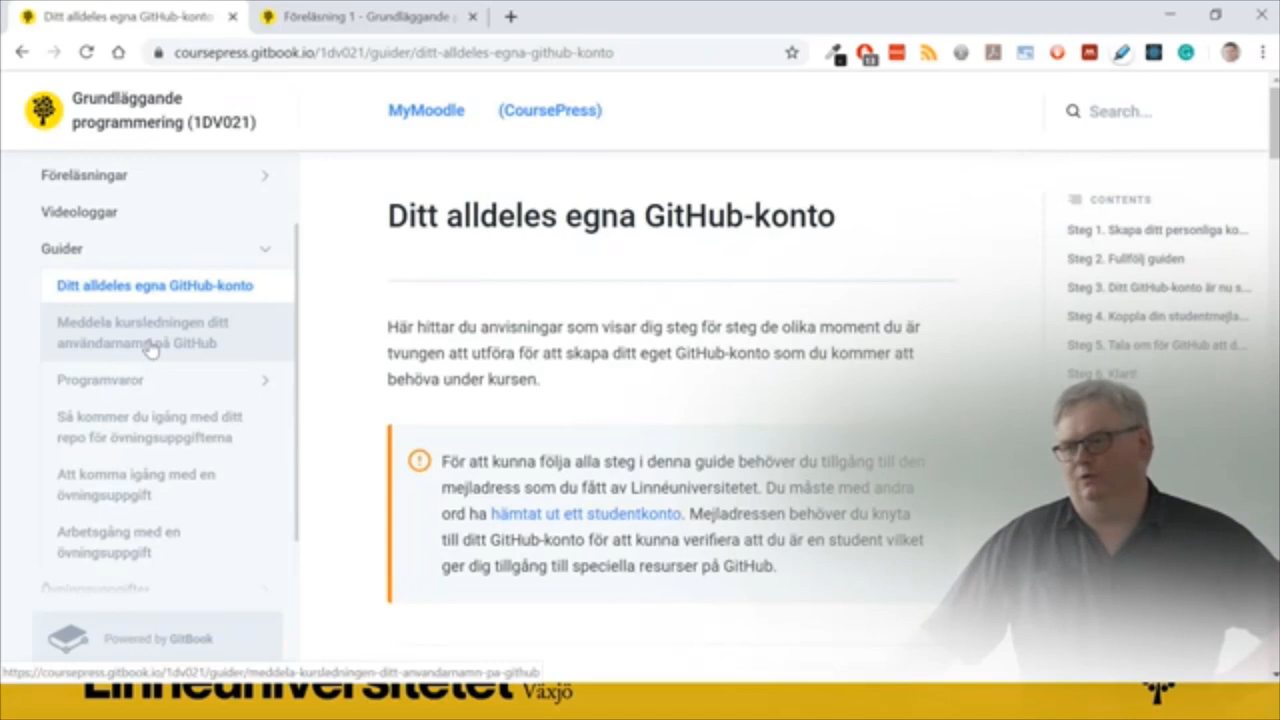 Ditt alldeles egna GitHub-konto
Föreläsning 1 - Grundläggande
coursepress.gitbook.io/1dv021/guider/ditt-alldeles-egna-github-konto
Grundläggande
programmering (1DV021)
MyMoodle
(CoursePress)
Search...
Föreläsningar
Videologgar
Guider
Ditt alldeles egna GitHub-konto
Meddela kursledningen ditt
användarnamn på GitHub
Programvaror
Så kommer du igång med ditt
repo för övningsuppgifterna
Att komma igång med en
övningsuppgift
Arbetsgång med en
övningsuppgift
Övningsuppgifter
Powered by GitBook
Ditt alldeles egna GitHub-konto
Här hittar du anvisningar som visar dig steg för steg de olika moment du är
tvungen att utföra för att skapa ditt eget GitHub-konto som du kommer att
behöva under kursen.
För att kunna följa alla steg i denna guide behöver du tillgång till den
mejladress som du fått av Linnéuniversitetet. Du måste med andra
ord ha hämtat ut ett studentkonto. Mejladressen behöver du knyta
till ditt GitHub-konto för att kunna verifiera att du är en student vilket
ger dig tillgång till speciella resurser på GitHub.
CONTENTS
Steg 1. Skapa ditt personliga ko...
Steg 2. Fullfölj guiden
Steg 3. Ditt GitHub-konto är nu s...
Steg 4. Koppla din studentmejla...
Steg 5. Tala om för GitHub att d...
Steg 6. Klart!
https://coursepress.gitbook.io/1dv021/guider/meddela-kursledningen-ditt-anvandarnamn-pa-github
Linnéuniversitetet Växjö